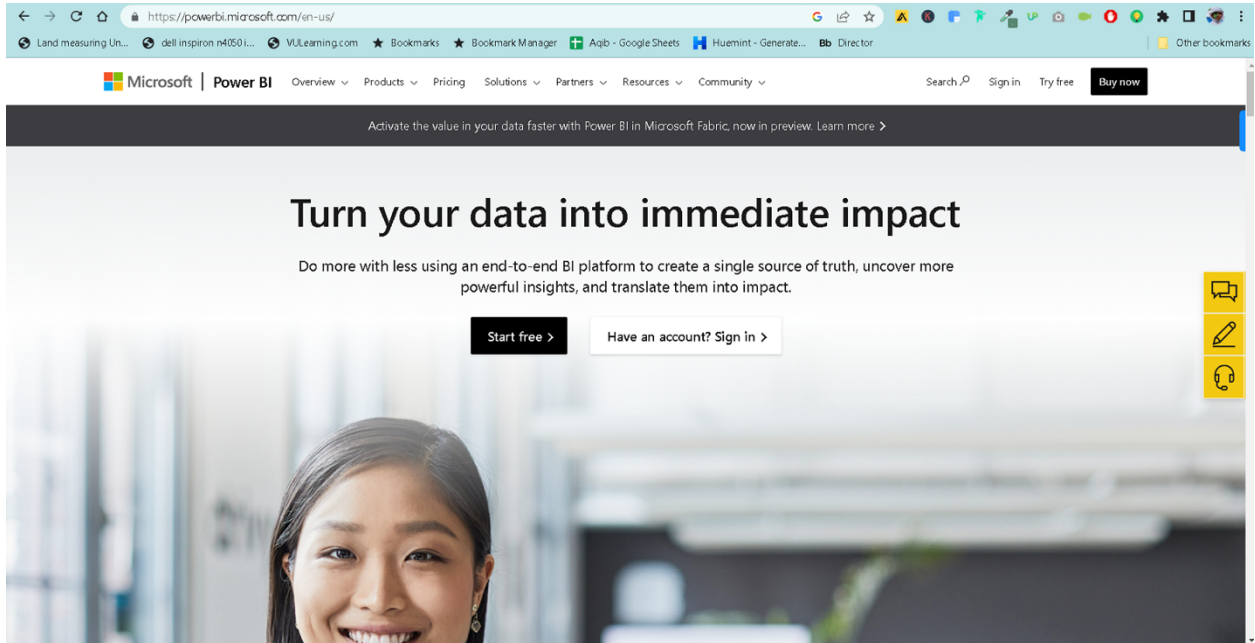 https://powerbi.microsoft.com/en-us/
Land measuring Un... dell inspiron n4050 i... VULearning.com Bookmarks Bookmark Manager Aqib - Google Sheets Huemint - Generate... Bb Director Other bookmarks
Microsoft Power BI Overview Products Pricing Solutions Partners Resources Community Search Sign in Try free Buy now
Activate the value in your data faster with Power BI in Microsoft Fabric, now in preview. Learn more >
Turn your data into immediate impact
Do more with less using an end-to-end BI platform to create a single source of truth, uncover more
powerful insights, and translate them into impact.
Start free > Have an account? Sign in >